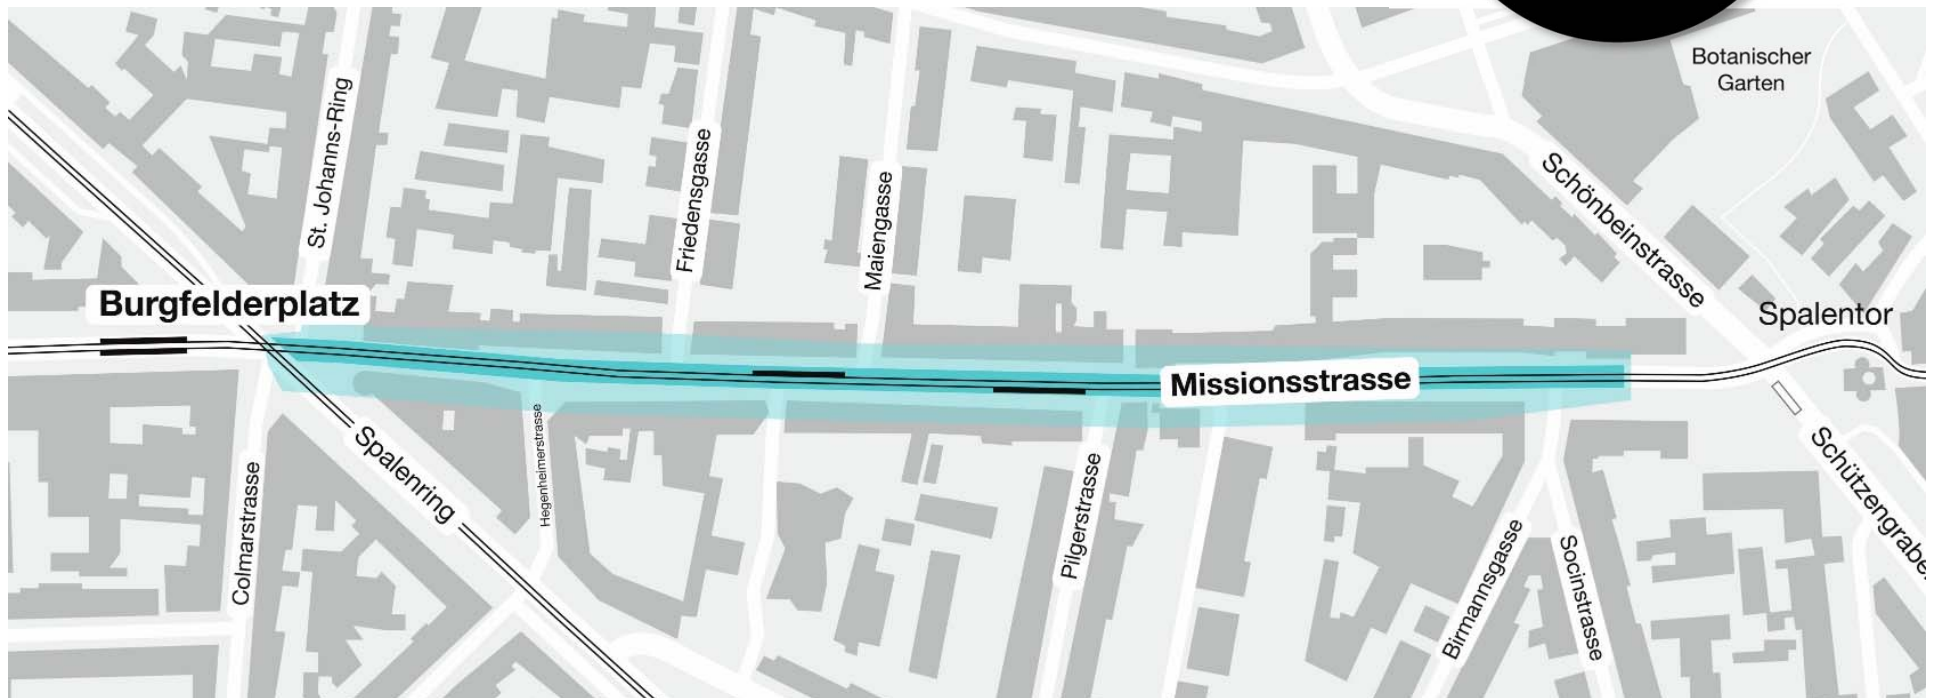 Botanischer
Garten
St. Johanns-Ring
Friedensgasse
Maiengasse
Schönbeinstrasse
Burgfelderplatz
Spalentor
Missionsstrasse
Spalenring
Hegenheimerstrasse
Colmarstrasse
Pilgerstrasse
Birmannsgasse
Socinstrasse
Schützengrabe